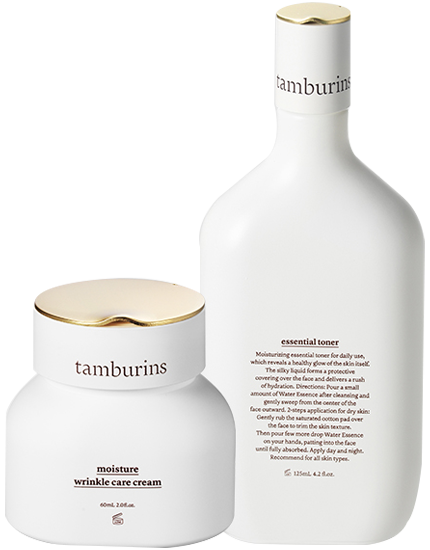 tamburins
tamburins
moisture
wrinkle care cream
60mL 2.0fl.oz.
essential toner
Moisturizing essential toner for daily use,
which reveals a healthy glow of the skin itself.
The silky liquid forms a protective
covering over the face and delivers a rush
of hydration. Directions: Pour a small
amount of Water Essence after cleansing and
gently sweep from the center of the
face outward. 2-steps application for dry skin:
Gently rub the saturated cotton pad over
the face to trim the skin texture.
Then pour few more drop Water Essence
on your hands, patting into the face
until fully absorbed. Apply day and night.
Recommend for all skin types.
125mL 4.2 fl.oz.